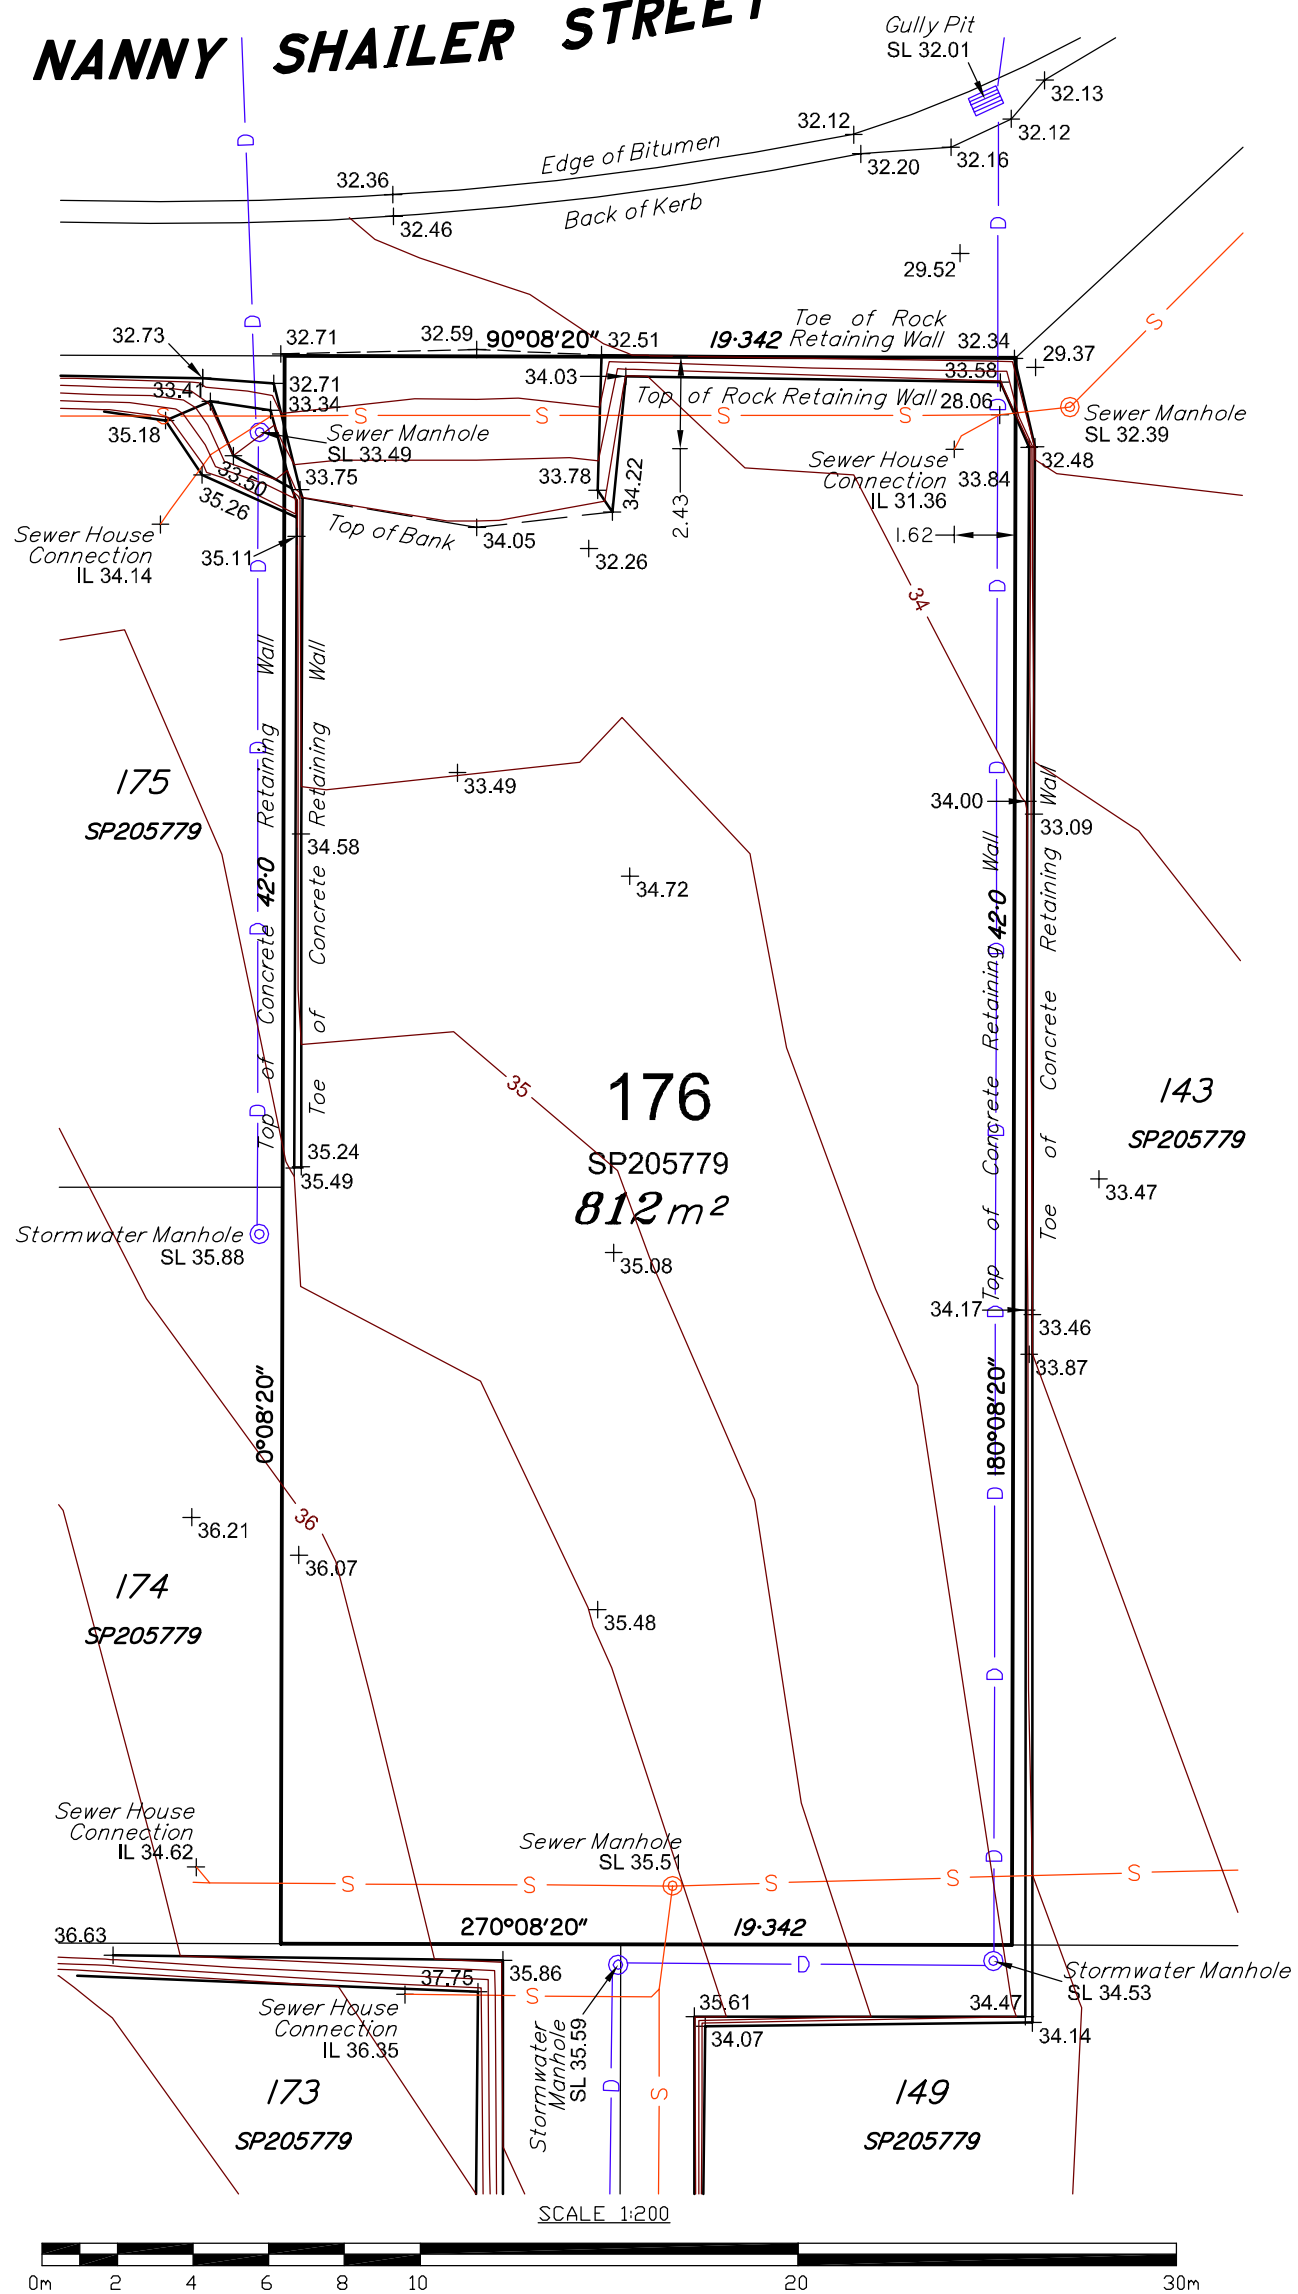 NANNY SHAILER STREET
Gully Pit
SL 32.01
32.13
32.12
32.12
32.16
32.20
Edge of Bitumen
32.36
Back of Kerb
32.46
29.52
Toe of Rock
Retaining Wall
32.73
32.71
32.59
90°08'20"
32.51
19·342
32.34
29.37
33.58
34.03
33.41
32.71
33.34
Top of Rock Retaining Wall
28.06
35.18
Sewer Manhole
SL 33.49
Sewer Manhole
SL 32.39
33.50
33.75
33.78
34.22
2.43
Sewer House
Connection
IL 31.36
33.84
32.48
35.26
Top of Bank
34.05
32.26
1.62
Sewer House
Connection
IL 34.14
35.11
34
Top of Concrete Retaining Wall
Toe of Concrete Retaining Wall
42·0
175
SP205779
33.49
34.58
34.72
34.00
33.09
Top of Concrete Retaining Wall
42·0
Toe of Concrete Retaining Wall
35
176
SP205779
812 m²
143
SP205779
35.24
35.49
33.47
Stormwater Manhole
SL 35.88
35.08
34.17
33.46
33.87
0°08'20"
180°08'20"
36.21
36
36.07
174
SP205779
35.48
Sewer House
Connection
IL 34.62
Sewer Manhole
SL 35.51
S S S S S
36.63
270°08'20"
19·342
35.86
37.75
D
Stormwater Manhole
SL 34.53
Sewer House
Connection
IL 36.35
S
Stormwater
Manhole
SL 35.59
35.61
34.47
34.07
34.14
173
SP205779
D
S
149
SP205779
SCALE 1:200
0m 2 4 6 8 10 20 30m